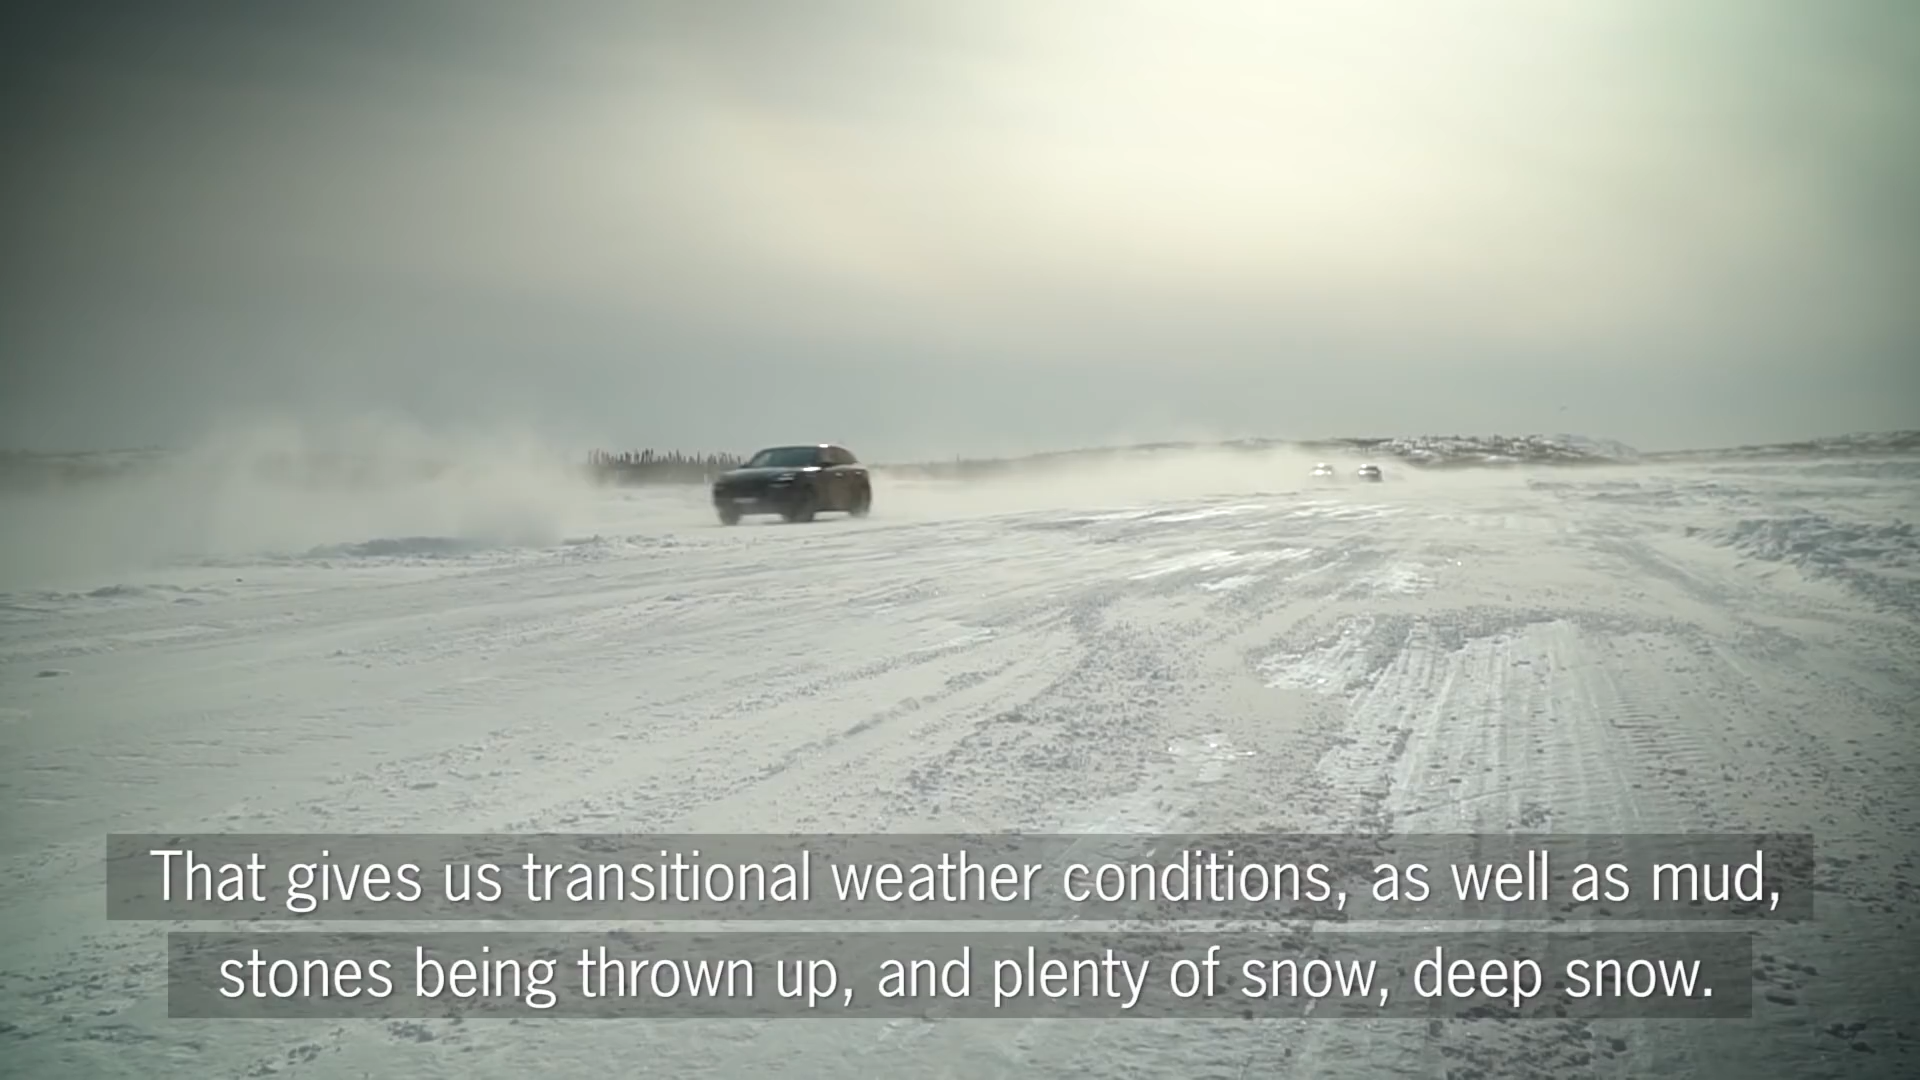 That gives us transitional weather conditions, as well as mud,
stones being thrown up, and plenty of snow, deep snow.